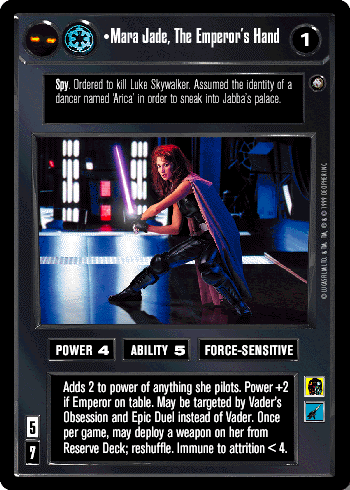 •Mara Jade, The Emperor's Hand
1
Spy. Ordered to kill Luke Skywalker. Assumed the identity of a
dancer named 'Arica' in order to sneak into Jabba's palace.
POWER 4
ABILITY 5
FORCE-SENSITIVE
Adds 2 to power of anything she pilots. Power +2
if Emperor on table. May be targeted by Vader's
Obsession and Epic Duel instead of Vader. Once
per game, may deploy a weapon on her from
Reserve Deck; reshuffle. Immune to attrition < 4.
5
7